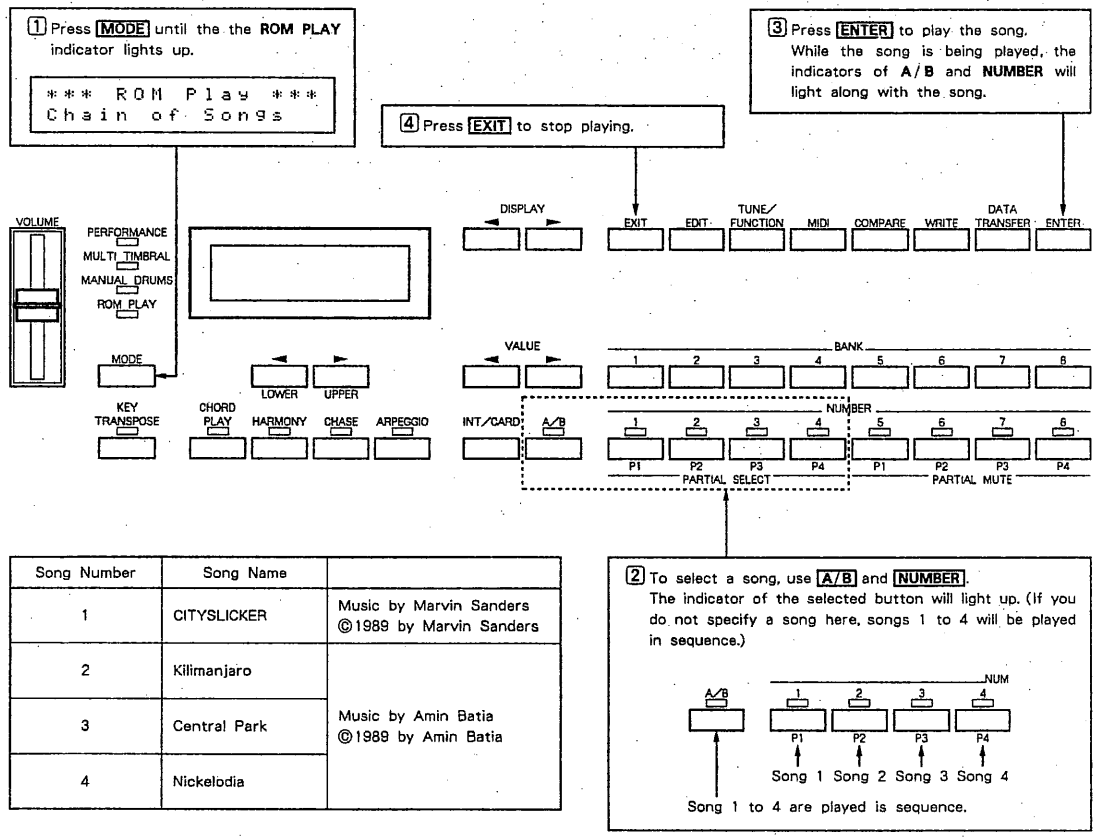 1 Press MODE until the the ROM PLAY
indicator lights up.
*** ROM Play ***
Chain of Songs
3 Press ENTER to play the song.
While the song is being played, the
indicators of A/B and NUMBER will
light along with the song.
4 Press EXIT to stop playing.
VOLUME
PERFORMANCE
MULTI TIMBRAL
MANUAL DRUMS
ROM PLAY
MODE
DISPLAY
EXIT EDIT TUNE/FUNCTION MIDI COMPARE WRITE DATA TRANSFER ENTER
LOWER UPPER
VALUE
BANK
1 2 3 4 5 6 7 8
KEY TRANSPOSE CHORD PLAY HARMONY CHASE ARPEGGIO INT/CARD A/B
NUMBER
1 2 3 4 5 6 7 8
P1 P2 P3 P4 P1 P2 P3 P4
PARTIAL SELECT PARTIAL MUTE
Song Number Song Name
1 CITYSLICKER Music by Marvin Sanders
©1989 by Marvin Sanders
2 Kilimanjaro
3 Central Park Music by Amin Batia
©1989 by Amin Batia
4 Nickelodia
2 To select a song, use A/B and NUMBER.
The indicator of the selected button will light up. (If you
do not specify a song here, songs 1 to 4 will be played
in sequence.)
NUM
A/B 1 2 3 4
P1 P2 P3 P4
Song 1 Song 2 Song 3 Song 4
Song 1 to 4 are played is sequence.